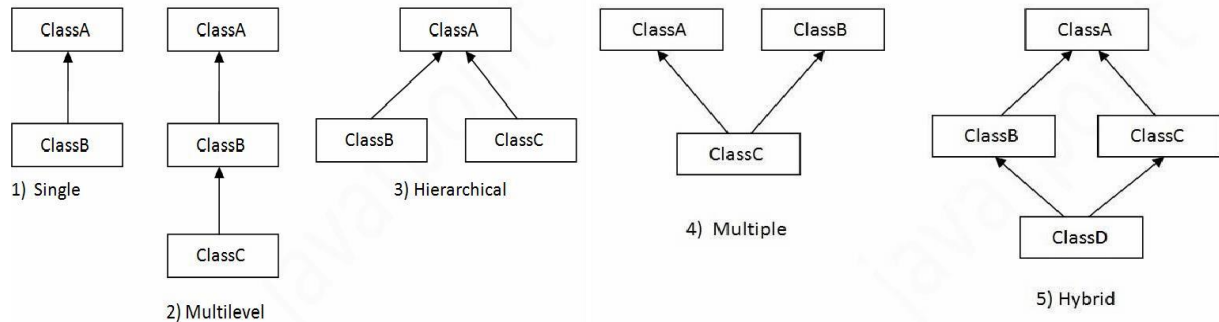 ClassA
ClassB
1) Single
ClassA
ClassB
ClassC
2) Multilevel
ClassA
ClassB
ClassC
3) Hierarchical
ClassA
ClassB
ClassC
4) Multiple
ClassA
ClassB
ClassC
ClassD
5) Hybrid